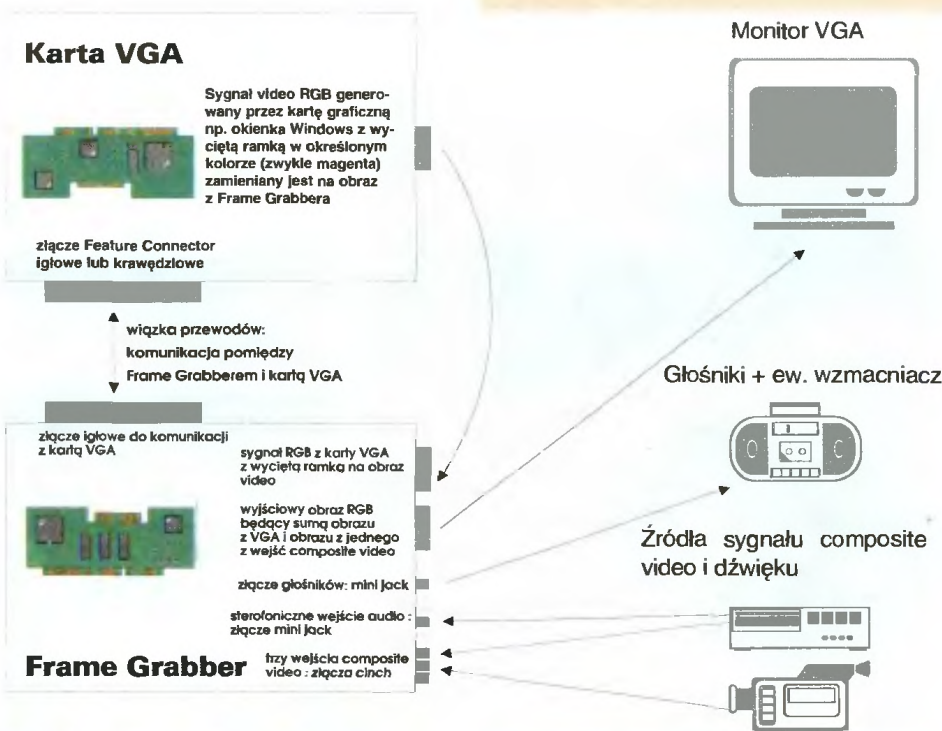 Karta VGA
Sygnał video RGB genero-
wany przez kartę graficzną
np. okienka Windows z wy-
ciętą ramką w określonym
kolorze (zwykle magenta)
zamieniany jest na obraz
z Frame Grabbera
złącze Feature Connector
igłowe lub krawędziowe
wiązka przewodów:
komunikacja pomiędzy
Frame Grabberem i kartą VGA
złącze igłowe do komunikacji
z kartą VGA
sygnał RGB z karty VGA
z wyciętą ramką na obraz
video
wyjściowy obraz RGB
będący sumą obrazu
z VGA i obrazu z jednego
z wejść composite video
złącze głośników: mini jack
sterofoniczne wejście audio :
złącze mini jack
trzy wejścia composite
video : złącza cinch
Frame Grabber
Monitor VGA
Głośniki + ew. wzmacniacz
Źródła sygnału composite
video i dźwięku